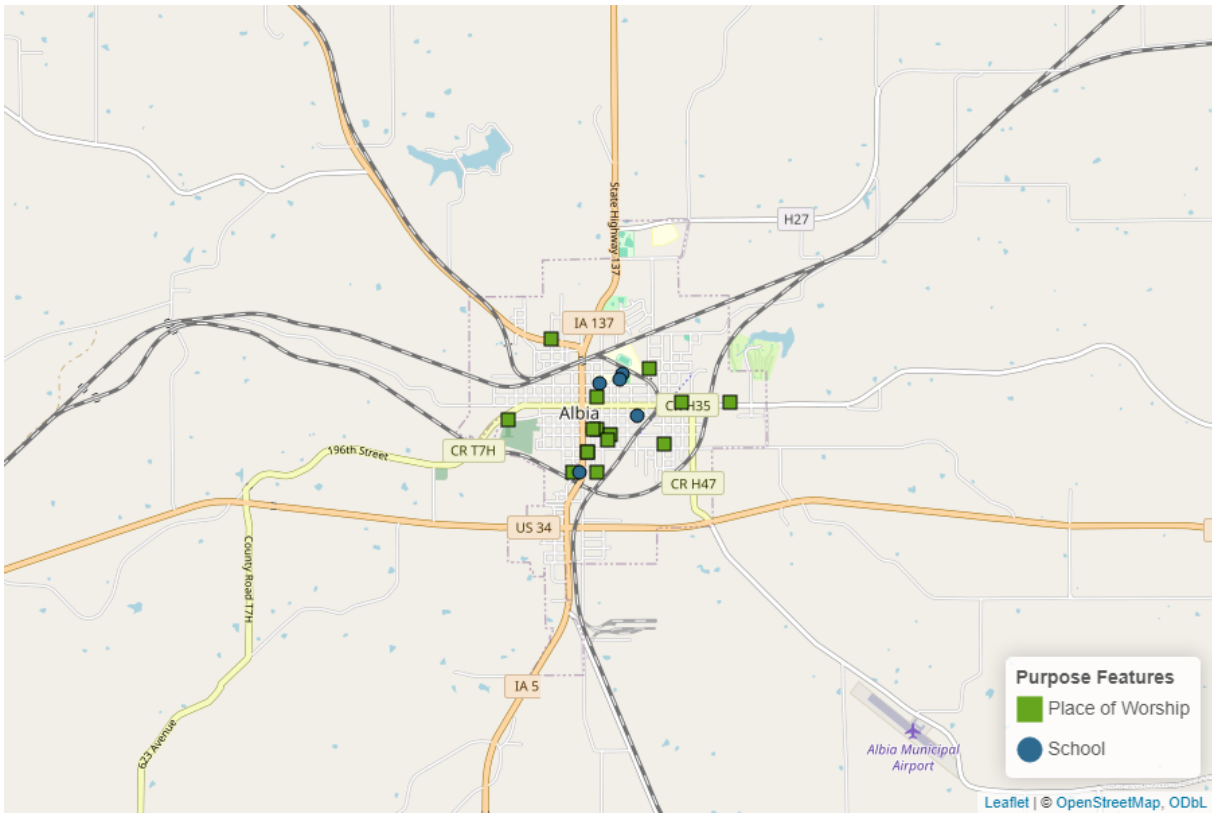 State Highway 137
H27
IA 137
CR H35
Albia
CR T7H
196th Street
CR H47
US 34
County Road T7H
IA 5
623 Avenue
Albia Municipal
Airport
Purpose Features
Place of Worship
School
Leaflet | © OpenStreetMap, ODbL